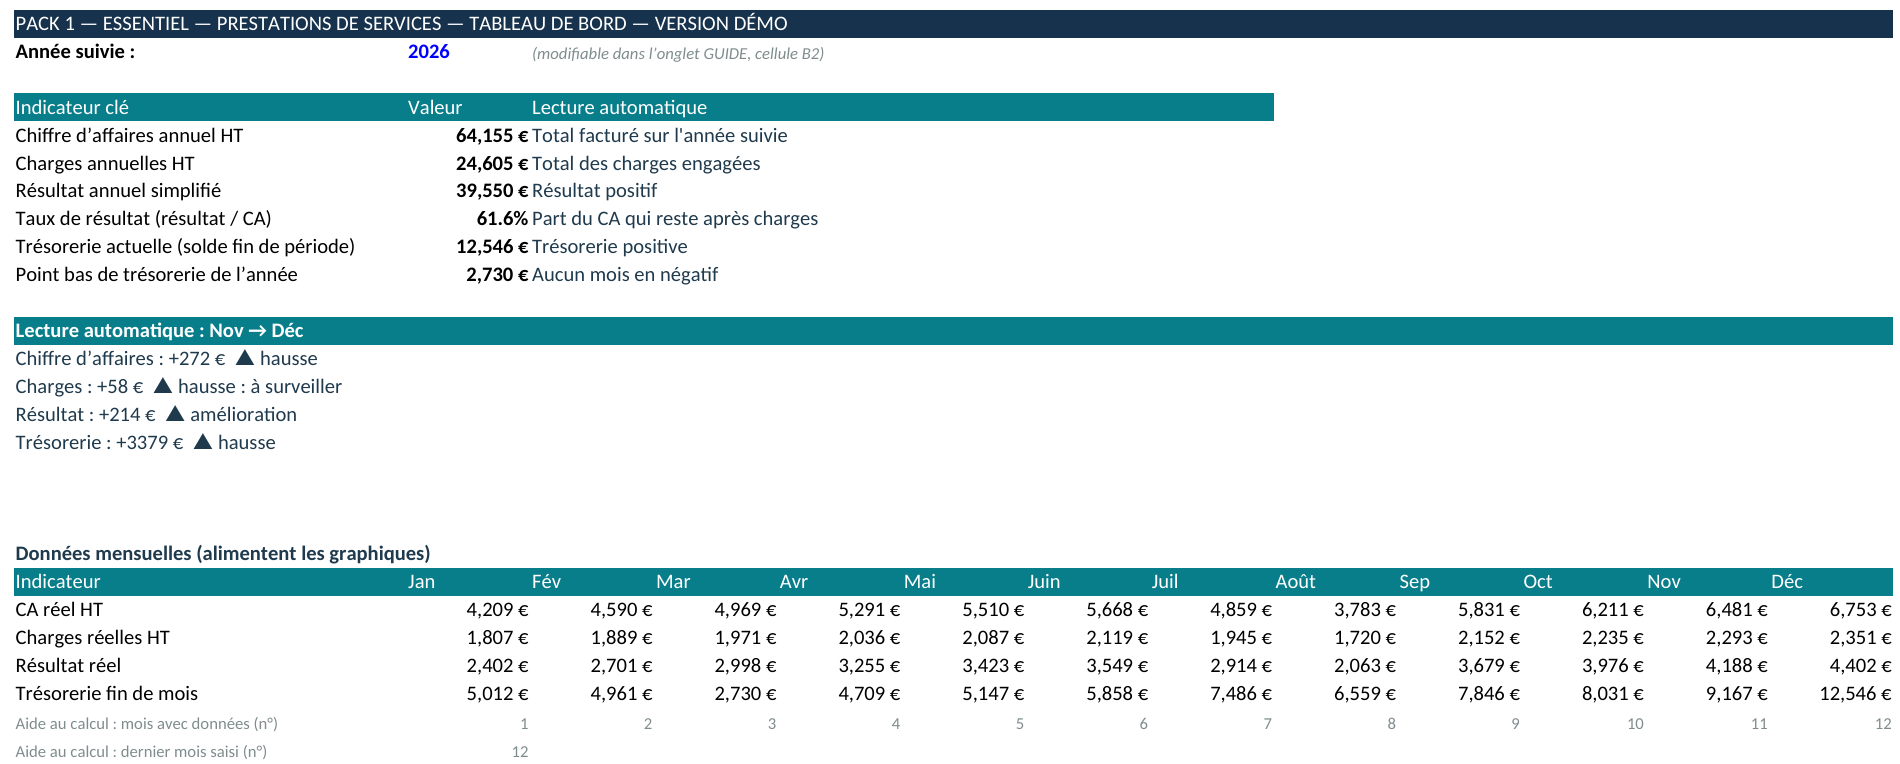 PACK 1 — ESSENTIEL — PRESTATIONS DE SERVICES — TABLEAU DE BORD — VERSION DÉMO
Année suivie : 2026 (modifiable dans l'onglet GUIDE, cellule B2)
Indicateur clé Valeur Lecture automatique
Chiffre d’affaires annuel HT 64,155 € Total facturé sur l'année suivie
Charges annuelles HT 24,605 € Total des charges engagées
Résultat annuel simplifié 39,550 € Résultat positif
Taux de résultat (résultat / CA) 61.6% Part du CA qui reste après charges
Trésorerie actuelle (solde fin de période) 12,546 € Trésorerie positive
Point bas de trésorerie de l’année 2,730 € Aucun mois en négatif
Lecture automatique : Nov → Déc
Chiffre d’affaires : +272 € ▲ hausse
Charges : +58 € ▲ hausse : à surveiller
Résultat : +214 € ▲ amélioration
Trésorerie : +3379 € ▲ hausse
Données mensuelles (alimentent les graphiques)
Indicateur Jan Fév Mar Avr Mai Juin Juil Août Sep Oct Nov Déc
CA réel HT 4,209 € 4,590 € 4,969 € 5,291 € 5,510 € 5,668 € 4,859 € 3,783 € 5,831 € 6,211 € 6,481 € 6,753 €
Charges réelles HT 1,807 € 1,889 € 1,971 € 2,036 € 2,087 € 2,119 € 1,945 € 1,720 € 2,152 € 2,235 € 2,293 € 2,351 €
Résultat réel 2,402 € 2,701 € 2,998 € 3,255 € 3,423 € 3,549 € 2,914 € 2,063 € 3,679 € 3,976 € 4,188 € 4,402 €
Trésorerie fin de mois 5,012 € 4,961 € 2,730 € 4,709 € 5,147 € 5,858 € 7,486 € 6,559 € 7,846 € 8,031 € 9,167 € 12,546 €
Aide au calcul : mois avec données (n°) 1 2 3 4 5 6 7 8 9 10 11 12
Aide au calcul : dernier mois saisi (n°) 12